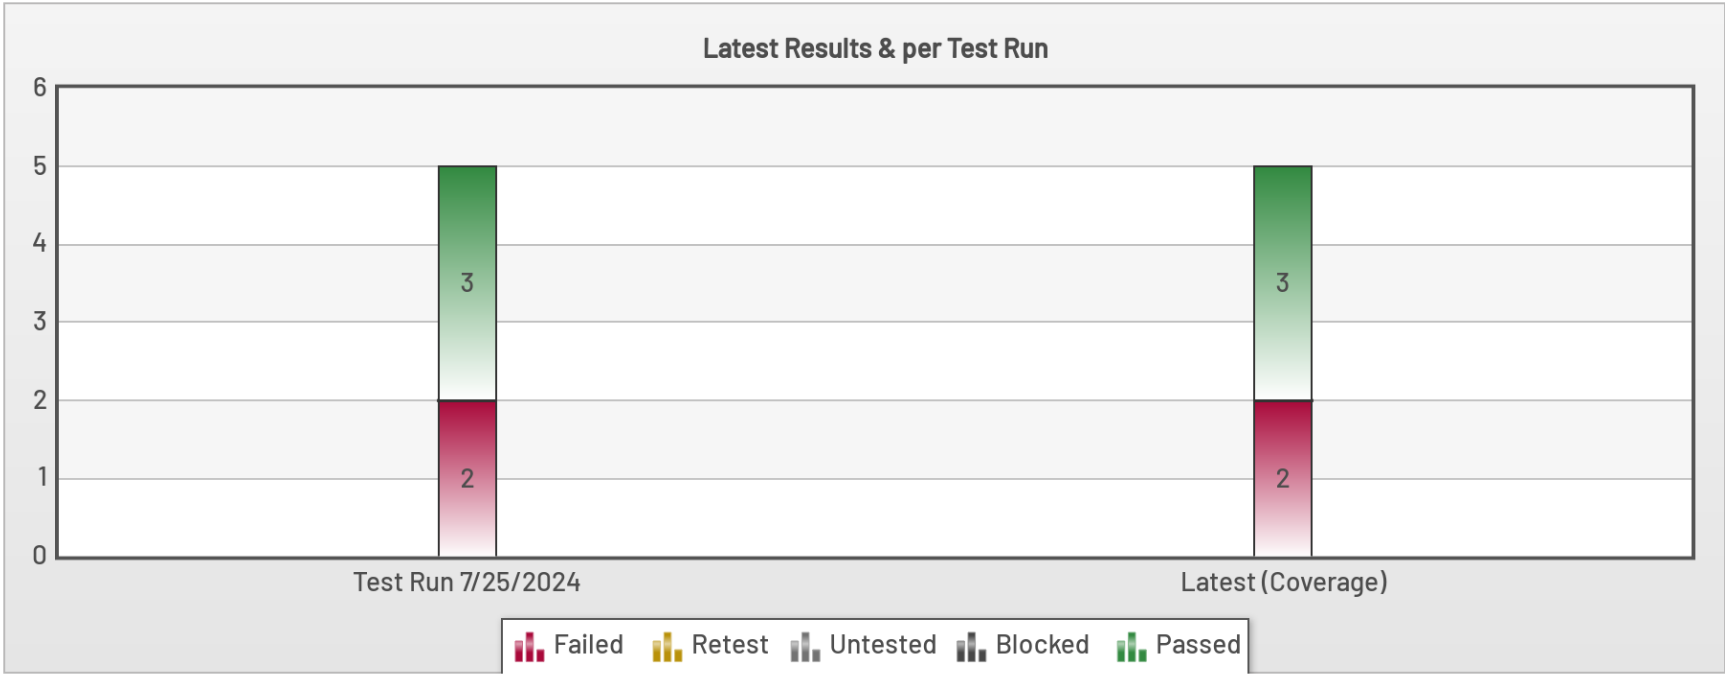 Latest Results & per Test Run
6
5
4
3
2
1
0
3
2
3
2
Test Run 7/25/2024
Latest (Coverage)
Failed Retest Untested Blocked Passed